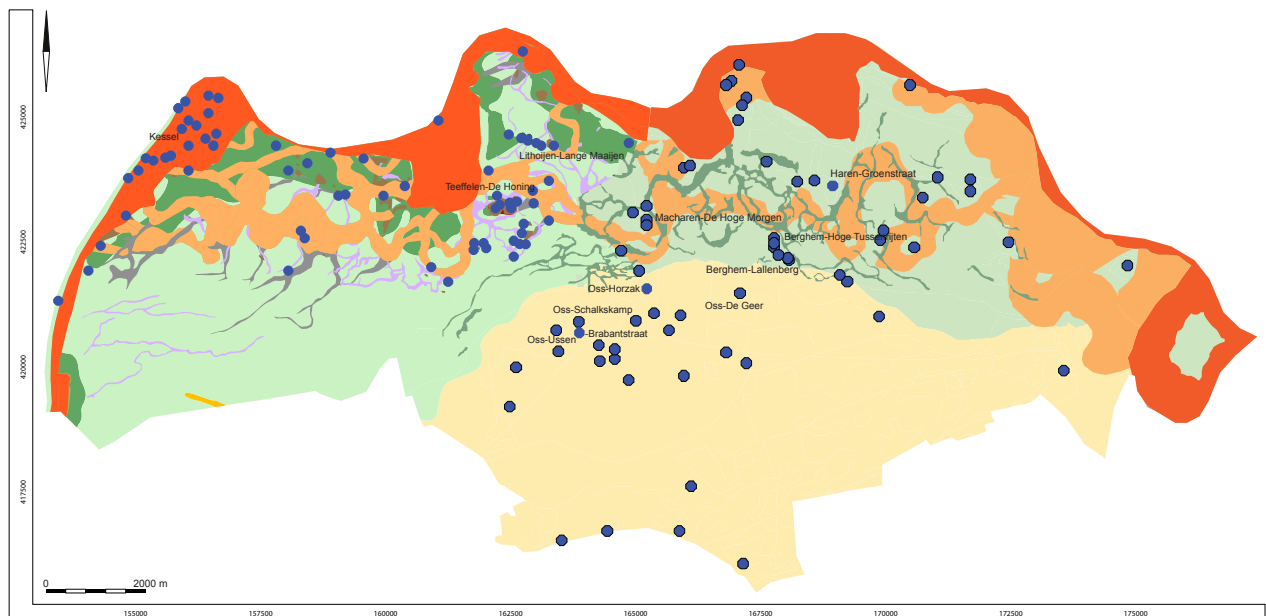 425000
Kessel
Lithoijen-Lange Maaijen
Haren-Groenstraat
Teeffelen-De Honing
Macharen-De Hoge Morgen
422500
Berghem-Hoge Tussenrijten
Berghem-Lallenberg
Oss-Horzak
Oss-De Geer
Oss-Schalkskamp
-Brabantstraat
Oss-Ussen
420000
417500
0 2000 m
155000 157500 160000 162500 165000 167500 170000 172500 175000